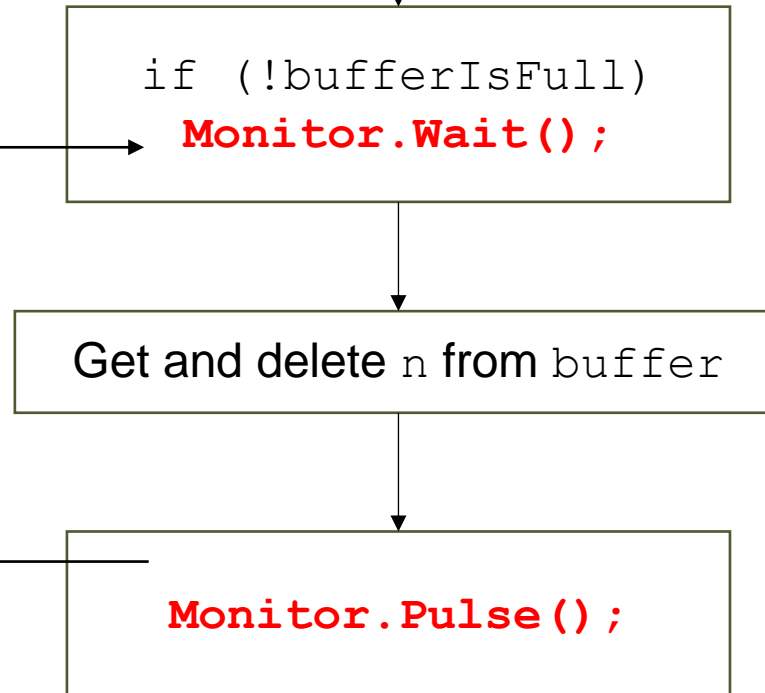 if (!bufferIsFull)
Monitor.Wait();
Get and delete n from buffer
Monitor.Pulse();